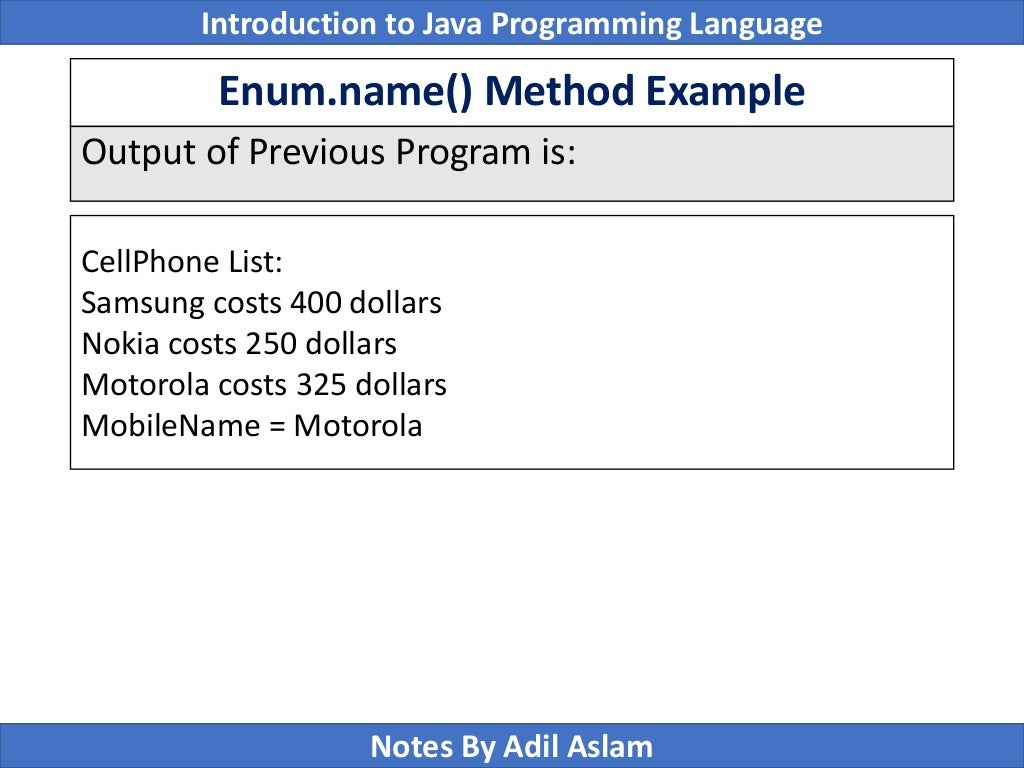 Introduction to Java Programming Language
Enum.name() Method Example
Output of Previous Program is:
CellPhone List:
Samsung costs 400 dollars
Nokia costs 250 dollars
Motorola costs 325 dollars
MobileName = Motorola
Notes By Adil Aslam